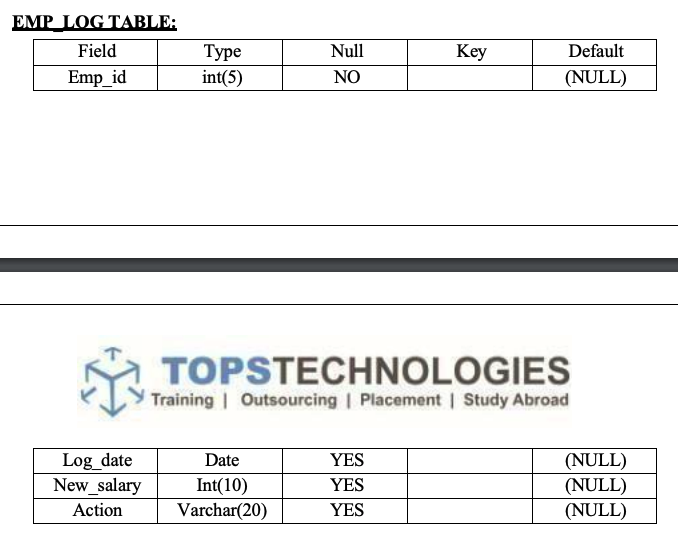 EMP_LOG TABLE:
Field Type Null Key Default
Emp_id int(5) NO (NULL)
TOPSTECHNOLOGIES
Training | Outsourcing | Placement | Study Abroad
Log_date Date YES (NULL)
New_salary Int(10) YES (NULL)
Action Varchar(20) YES (NULL)